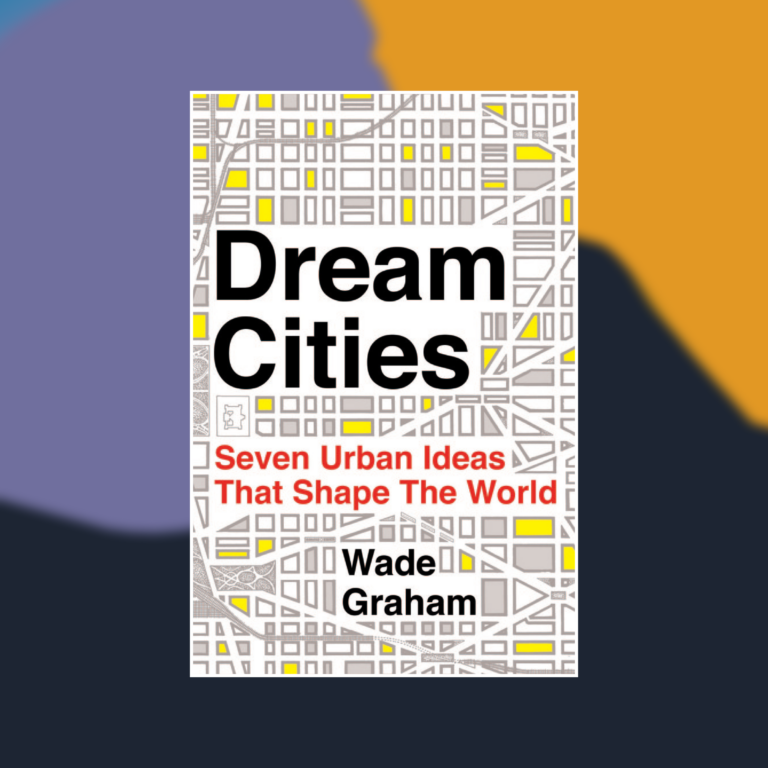 Dream
Cities
Seven Urban Ideas
That Shape The World
Wade
Graham